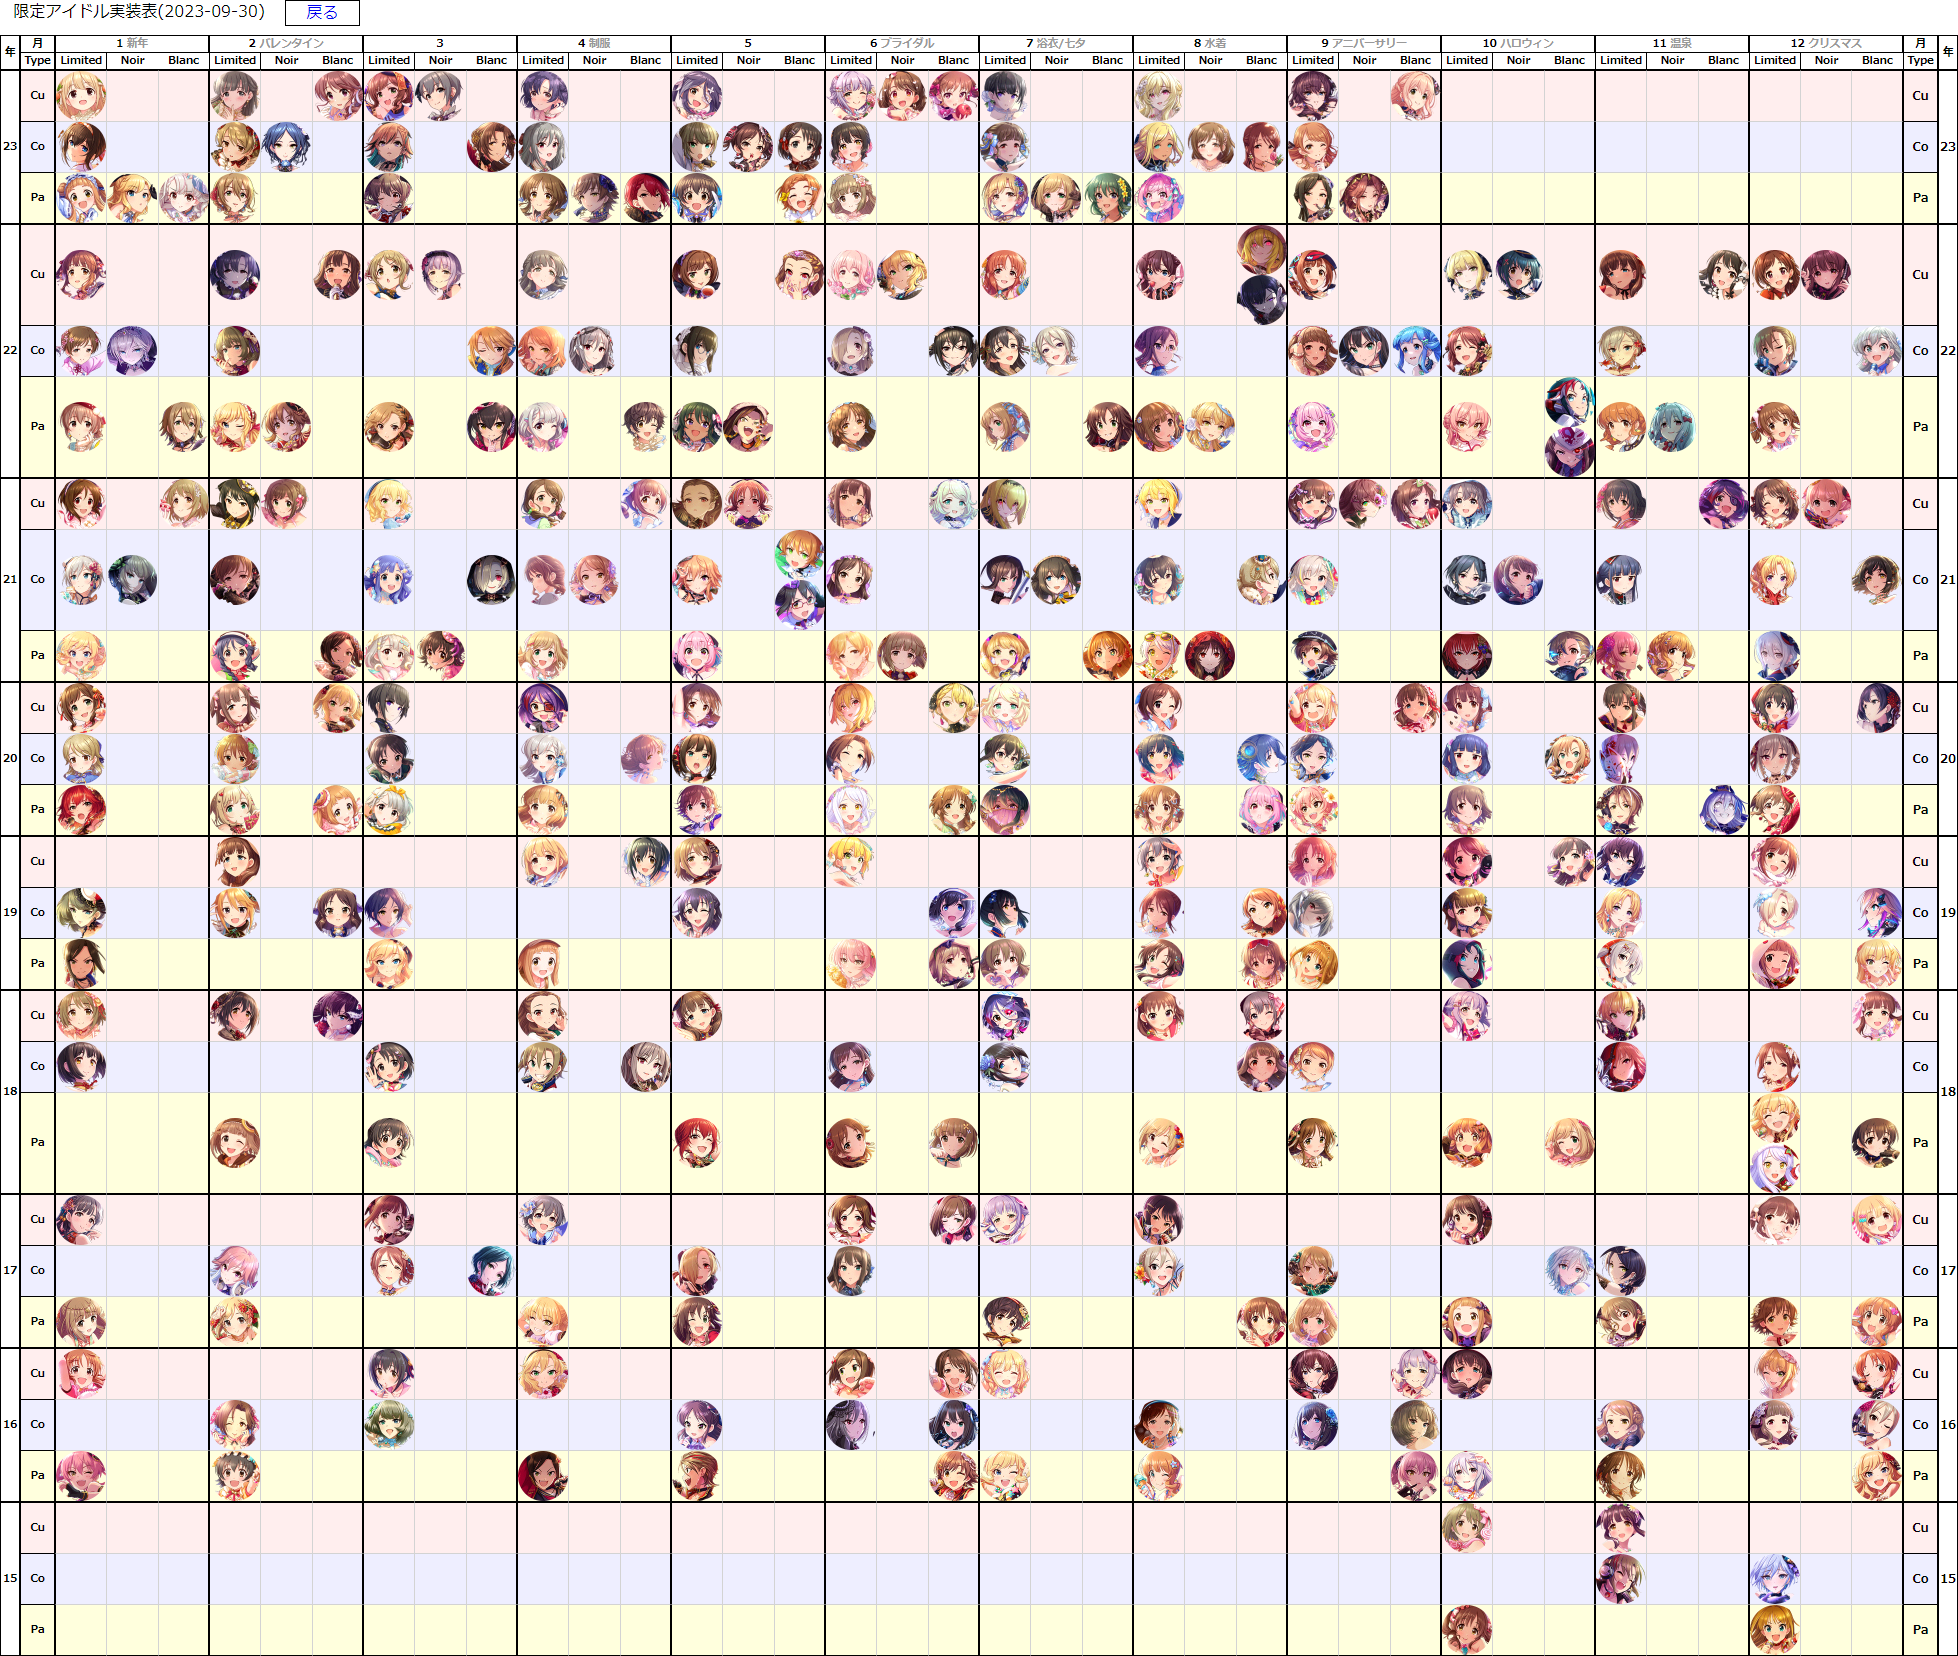 限定アイドル実装表(2023-09-30) 戻る
年 月 1 新年 2 バレンタイン 3 4 制服 5 6 ブライダル 7 浴衣/七夕 8 水着 9 アニバーサリー 10 ハロウィン 11 温泉 12 クリスマス 月 年
Type Limited Noir Blanc Limited Noir Blanc Limited Noir Blanc Limited Noir Blanc Limited Noir Blanc Limited Noir Blanc Limited Noir Blanc Limited Noir Blanc Limited Noir Blanc Limited Noir Blanc Limited Noir Blanc Limited Noir Blanc Type
Cu Cu
23 Co Co 23
Pa Pa
Cu Cu
22 Co Co 22
Pa Pa
Cu Cu
21 Co Co 21
Pa Pa
Cu Cu
20 Co Co 20
Pa Pa
Cu Cu
19 Co Co 19
Pa Pa
Cu Cu
Co Co
18 18
Pa Pa
Cu Cu
17 Co Co 17
Pa Pa
Cu Cu
16 Co Co 16
Pa Pa
Cu Cu
15 Co Co 15
Pa Pa